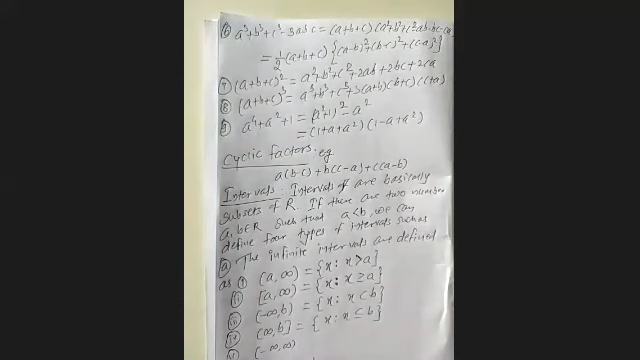 ⑥ a³+b³+c³-3abc = (a+b+c) (a²+b²+c²-ab-bc-ca)
= 1/2 (a+b+c) {(a-b)²+(b-c)²+(c-a)²}
⑦ (a+b+c)² = a²+b²+c²+2ab+2bc+2ca
⑧ (a+b+c)³ = a³+b³+c³+3(a+b)(b+c)(c+a)
⑨ a⁴+a²+1 = (a²+1)²-a²
= (1+a+a²) (1-a+a²)
Cyclic factors. eg
a(b-c)+b(c-a)+c(a-b)
Intervals: Intervals are basically
subsets of R. If there are two number
a, b∈R such that a<b, we can
define four types of intervals such as
ⓐ The infinite intervals are defined
as (i) (a, ∞) = {x: x>a}
(ii) [a, ∞) = {x: x≥a}
(iii) (-∞, b) = {x: x<b}
(iv) (∞, b] = {x: x≤b}
(v) (-∞, ∞)